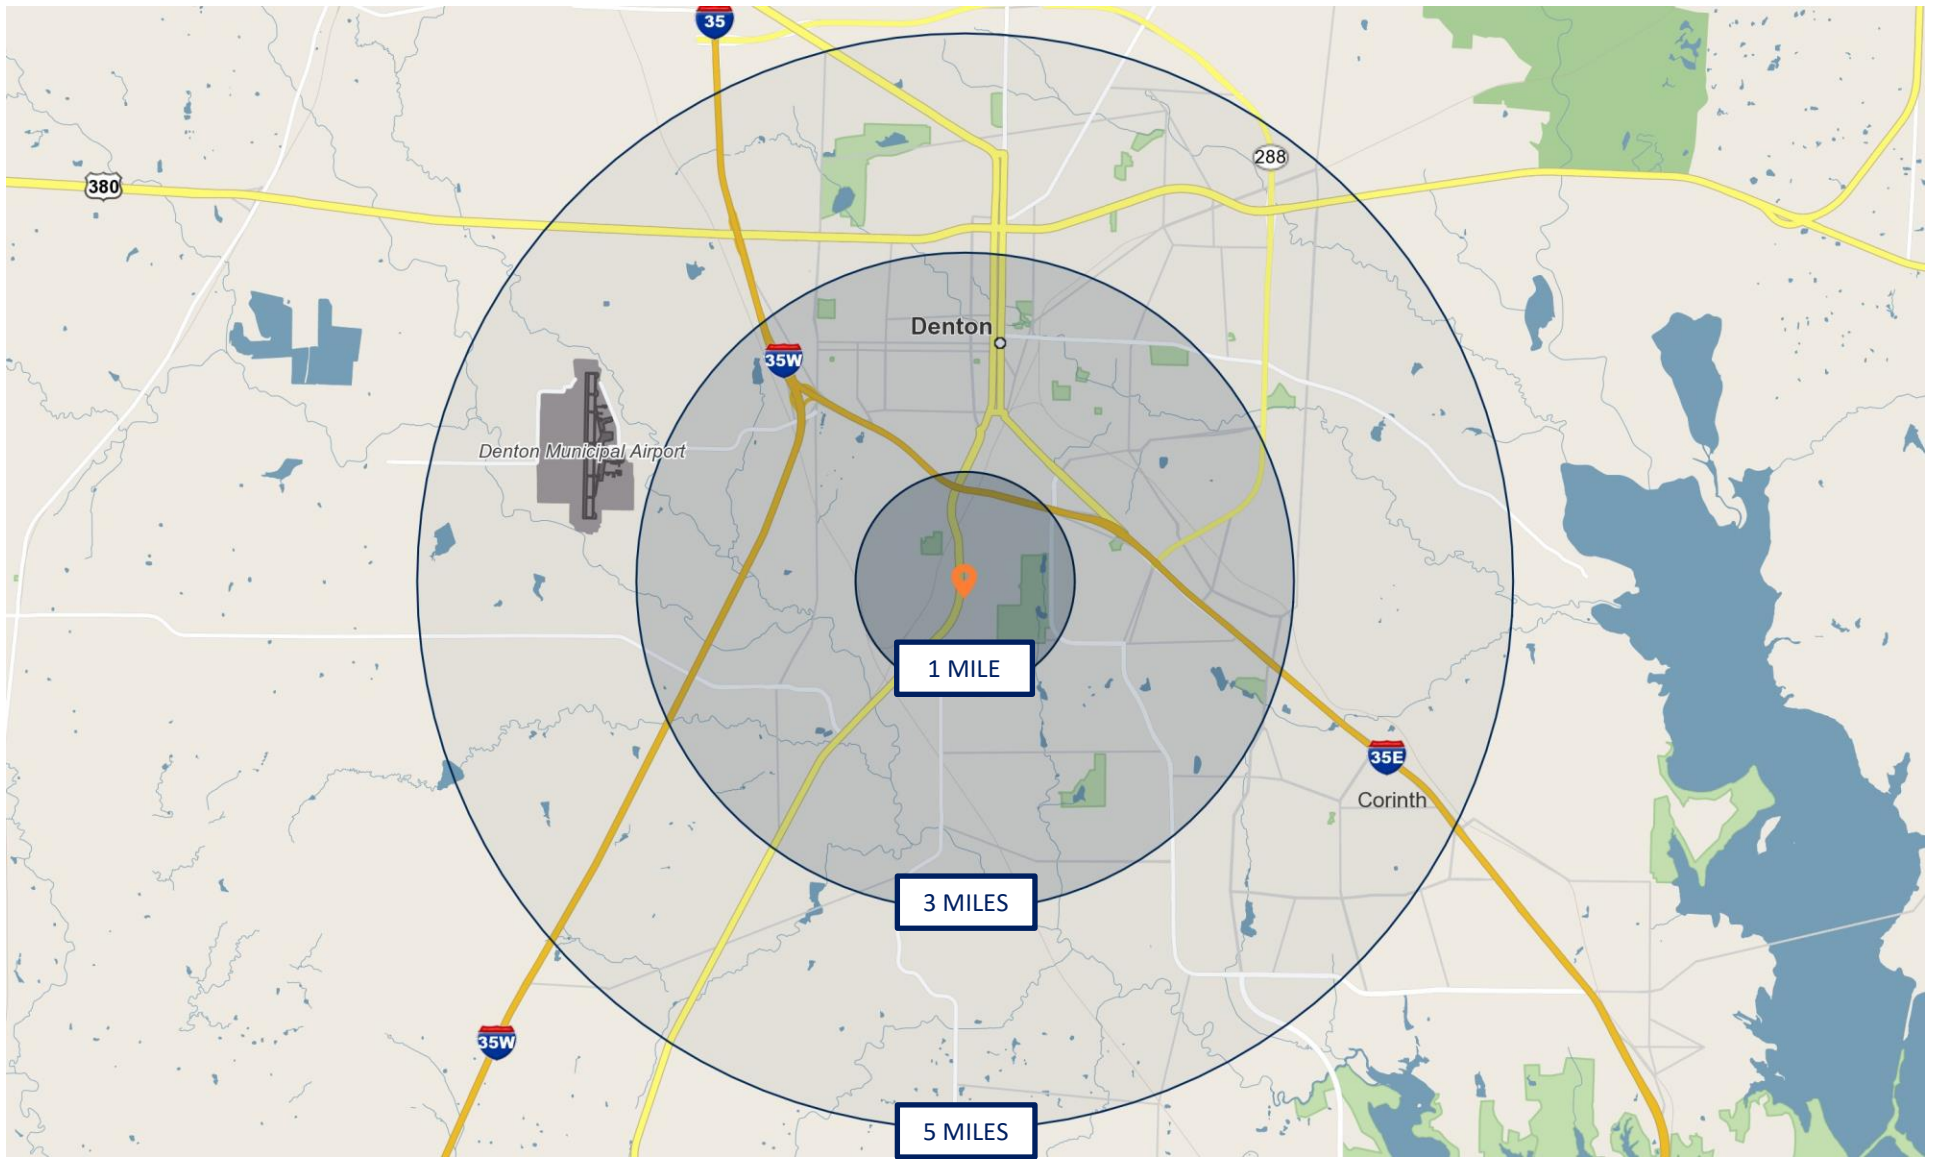 35
288
380
Denton
35W
Denton Municipal Airport
1 MILE
35E
Corinth
3 MILES
35W
5 MILES